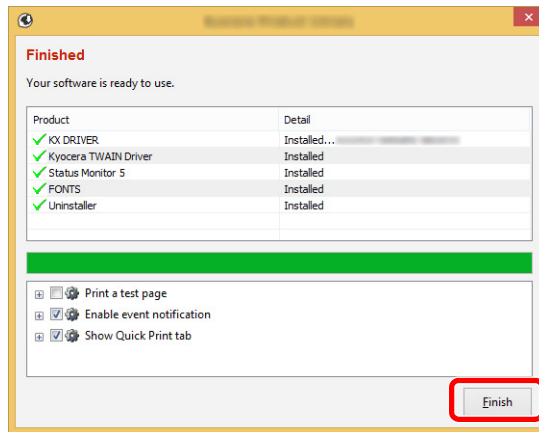 Finished
Your software is ready to use.
Product Detail
KX DRIVER Installed...
Kyocera TWAIN Driver Installed
Status Monitor 5 Installed
FONTS Installed
Uninstaller Installed
Print a test page
Enable event notification
Show Quick Print tab
Finish